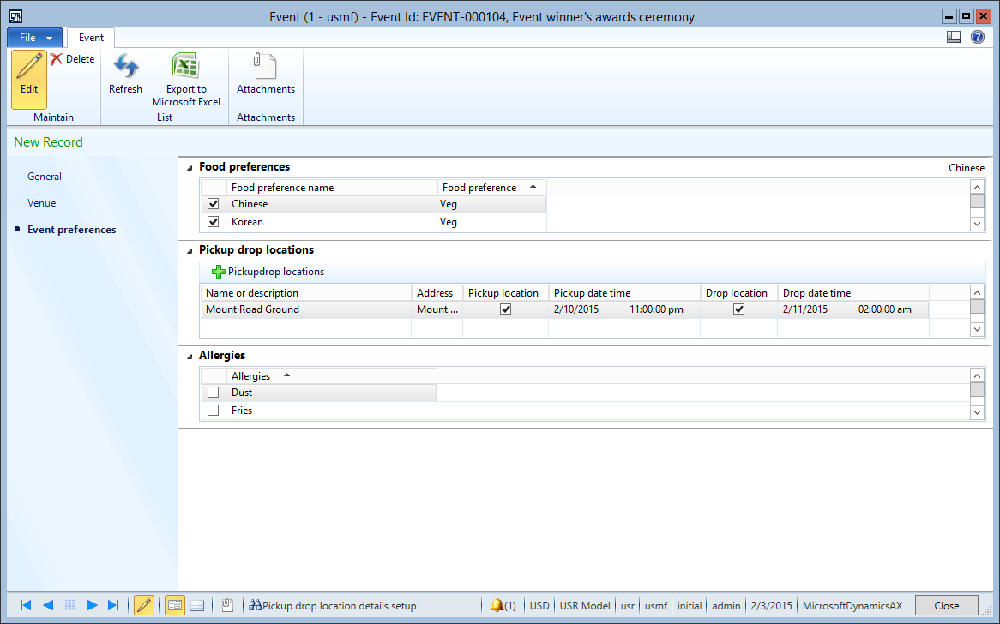 Event (1 - usmf) - Event Id: EVENT-000104, Event winner's awards ceremony
File Event
Edit Delete Refresh Export to Microsoft Excel Attachments
Maintain List Attachments
New Record
General
Venue
Event preferences
Food preferences Chinese
Food preference name Food preference
Chinese Veg
Korean Veg
Pickup drop locations
Pickupdrop locations
Name or description Address Pickup location Pickup date time Drop location Drop date time
Mount Road Ground Mount ... 2/10/2015 11:00:00 pm 2/11/2015 02:00:00 am
Allergies
Allergies
Dust
Fries
Pickup drop location details setup (1) USD USR Model usr usmf initial admin 2/3/2015 MicrosoftDynamicsAX Close